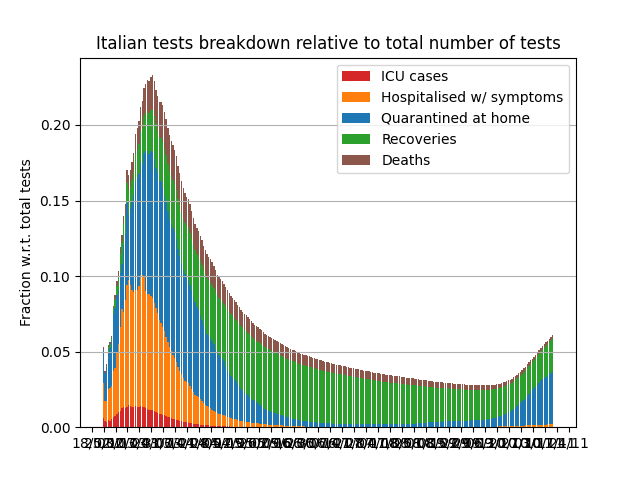 Italian tests breakdown relative to total number of tests
ICU cases
Hospitalised w/ symptoms
Quarantined at home
Recoveries
Deaths
Fraction w.r.t. total tests
0.20
0.15
0.10
0.05
0.00